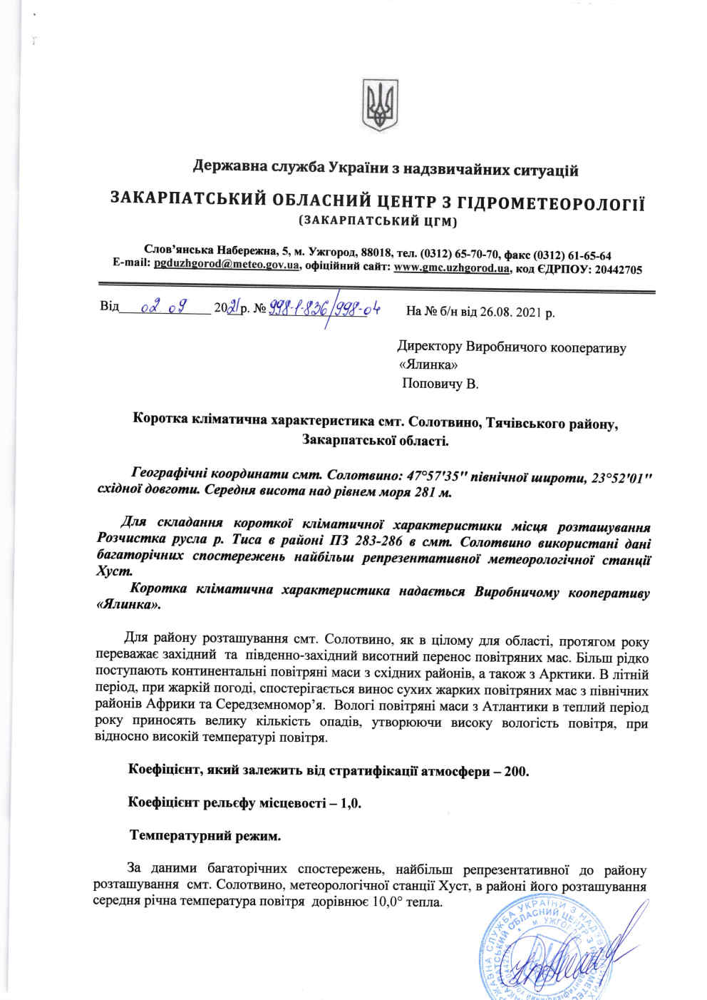 Державна служба України з надзвичайних ситуацій
ЗАКАРПАТСЬКИЙ ОБЛАСНИЙ ЦЕНТР З ГІДРОМЕТЕОРОЛОГІЇ
(ЗАКАРПАТСЬКИЙ ЦГМ)
Слов’янська Набережна, 5, м. Ужгород, 88018, тел. (0312) 65-70-70, факс (0312) 61-65-64
E-mail: pgduzhgorod@meteo.gov.ua, офіційний сайт: www.gmc.uzhgorod.ua, код ЄДРПОУ: 20442705
Від 02 09 2021р. № 998-1-836/998-04 На № б/н від 26.08. 2021 р.
Директору Виробничого кооперативу
«Ялинка»
Поповичу В.
Коротка кліматична характеристика смт. Солотвино, Тячівського району,
Закарпатської області.
Географічні координати смт. Солотвино: 47°57'35" північної широти, 23°52'01"
східної довготи. Середня висота над рівнем моря 281 м.
Для складання короткої кліматичної характеристики місця розташування
Розчистка русла р. Тиса в районі ПЗ 283-286 в смт. Солотвино використані дані
багаторічних спостережень найбільш репрезентативної метеорологічної станції
Хуст.
Коротка кліматична характеристика надається Виробничому кооперативу
«Ялинка».
Для району розташування смт. Солотвино, як в цілому для області, протягом року
переважає західний та південно-західний висотний перенос повітряних мас. Більш рідко
поступають континентальні повітряні маси з східних районів, а також з Арктики. В літній
період, при жаркій погоді, спостерігається винос сухих жарких повітряних мас з північних
районів Африки та Середземномор’я. Вологі повітряні маси з Атлантики в теплий період
року приносять велику кількість опадів, утворюючи високу вологість повітря, при
відносно високій температурі повітря.
Коефіцієнт, який залежить від стратифікації атмосфери – 200.
Коефіцієнт рельєфу місцевості – 1,0.
Температурний режим.
За даними багаторічних спостережень, найбільш репрезентативної до району
розташування смт. Солотвино, метеорологічної станції Хуст, в районі його розташування
середня річна температура повітря дорівнює 10,0° тепла.